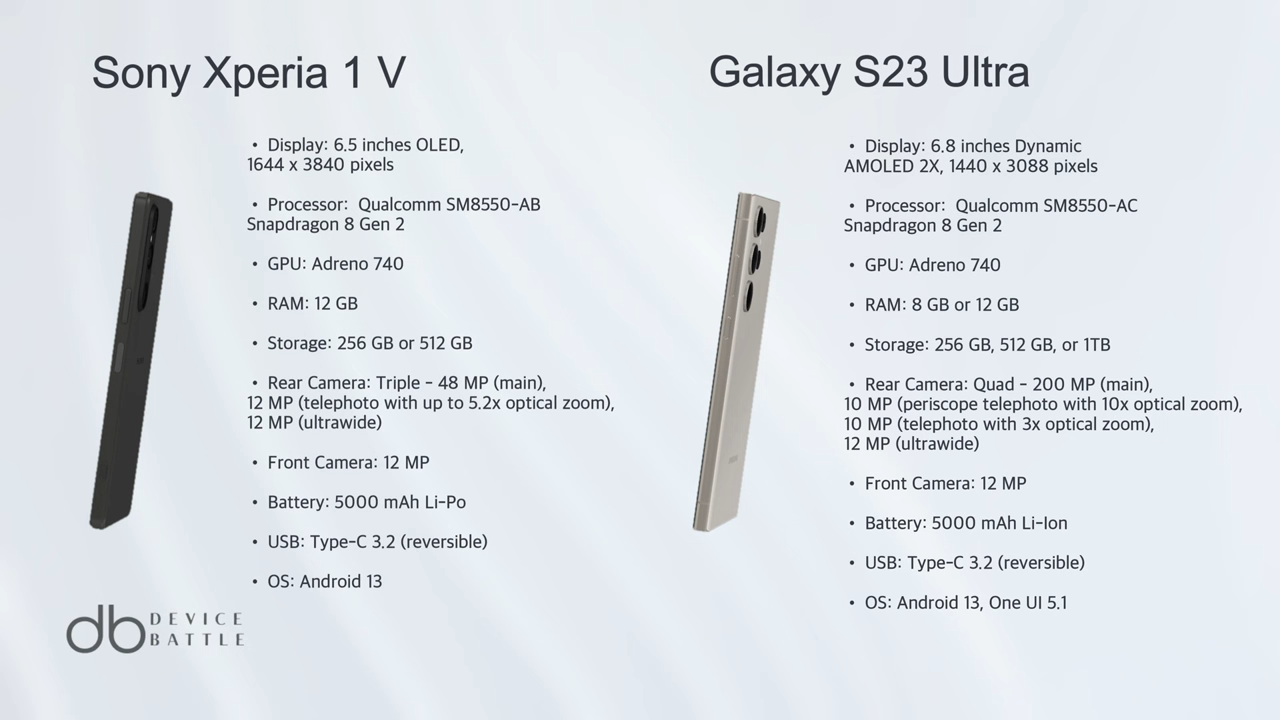 Sony Xperia 1 V
• Display: 6.5 inches OLED,
1644 x 3840 pixels
• Processor:  Qualcomm SM8550-AB
Snapdragon 8 Gen 2
• GPU: Adreno 740
• RAM: 12 GB
• Storage: 256 GB or 512 GB
• Rear Camera: Triple - 48 MP (main),
12 MP (telephoto with up to 5.2x optical zoom),
12 MP (ultrawide)
• Front Camera: 12 MP
• Battery: 5000 mAh Li-Po
• USB: Type-C 3.2 (reversible)
• OS: Android 13
Galaxy S23 Ultra
• Display: 6.8 inches Dynamic
AMOLED 2X, 1440 x 3088 pixels
• Processor:  Qualcomm SM8550-AC
Snapdragon 8 Gen 2
• GPU: Adreno 740
• RAM: 8 GB or 12 GB
• Storage: 256 GB, 512 GB, or 1TB
• Rear Camera: Quad - 200 MP (main),
10 MP (periscope telephoto with 10x optical zoom),
10 MP (telephoto with 3x optical zoom),
12 MP (ultrawide)
• Front Camera: 12 MP
• Battery: 5000 mAh Li-Ion
• USB: Type-C 3.2 (reversible)
• OS: Android 13, One UI 5.1
db DEVICE
BATTLE